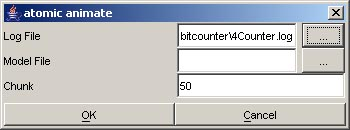 atomic animate
Log File bitcounter\4Counter.log ...
Model File ...
Chunk 50
OK Cancel